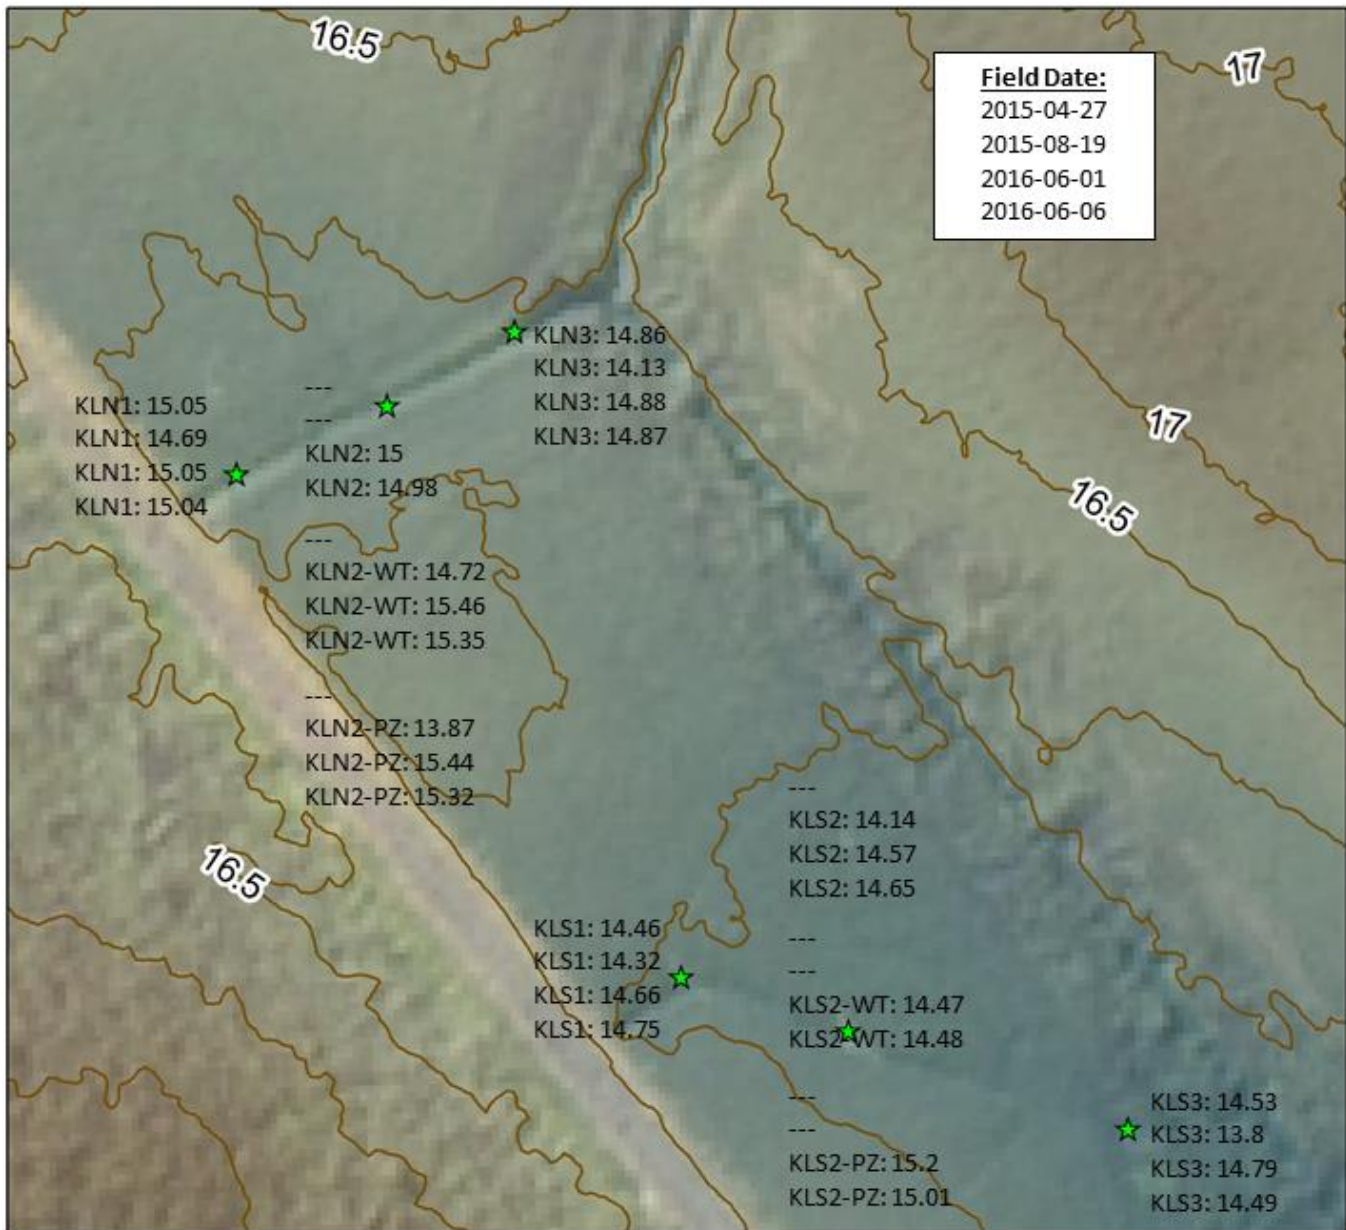 16.5
17
Field Date:
2015-04-27
2015-08-19
2016-06-01
2016-06-06
KLN3: 14.86
KLN3: 14.13
KLN3: 14.88
KLN3: 14.87
KLN1: 15.05
KLN1: 14.69
KLN1: 15.05
KLN1: 15.04
---
---
KLN2: 15
KLN2: 14.98
---
KLN2-WT: 14.72
KLN2-WT: 15.46
KLN2-WT: 15.35
---
KLN2-PZ: 13.87
KLN2-PZ: 15.44
KLN2-PZ: 15.32
17
16.5
16.5
---
KLS2: 14.14
KLS2: 14.57
KLS2: 14.65
KLS1: 14.46
KLS1: 14.32
KLS1: 14.66
KLS1: 14.75
---
---
KLS2-WT: 14.47
KLS2-WT: 14.48
---
---
KLS2-PZ: 15.2
KLS2-PZ: 15.01
KLS3: 14.53
KLS3: 13.8
KLS3: 14.79
KLS3: 14.49